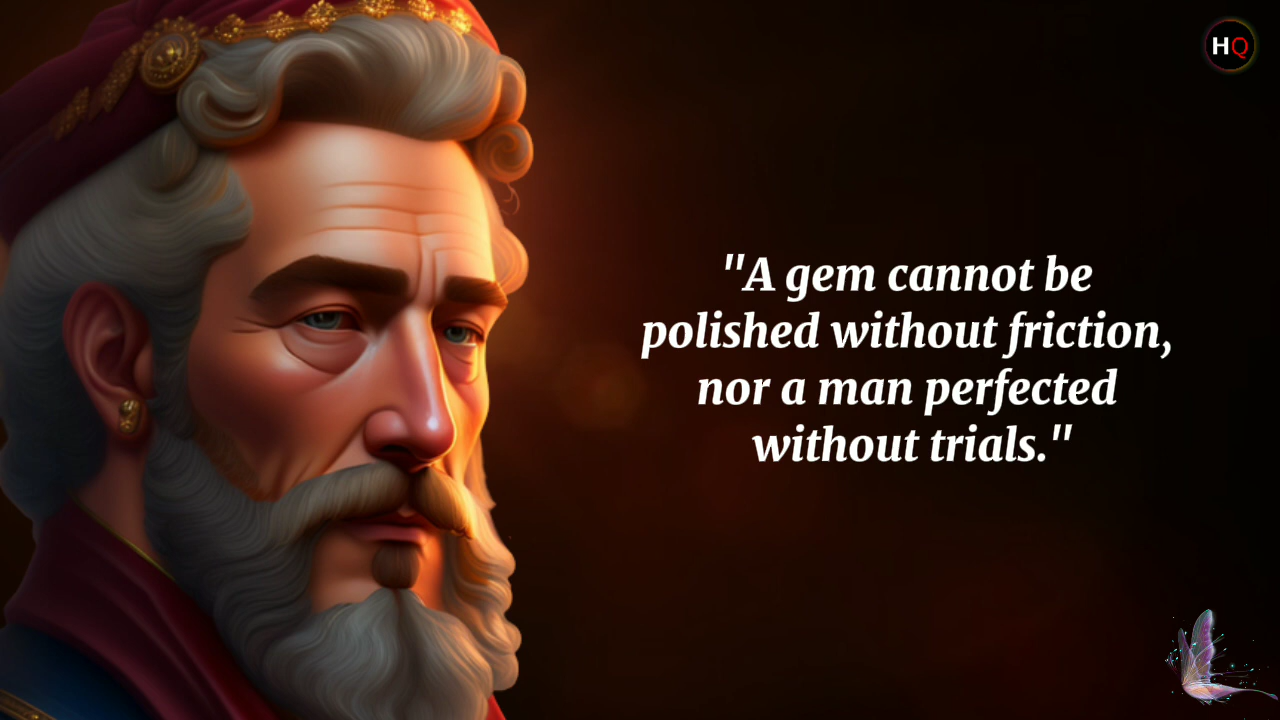 HQ
"A gem cannot be
polished without friction,
nor a man perfected
without trials."